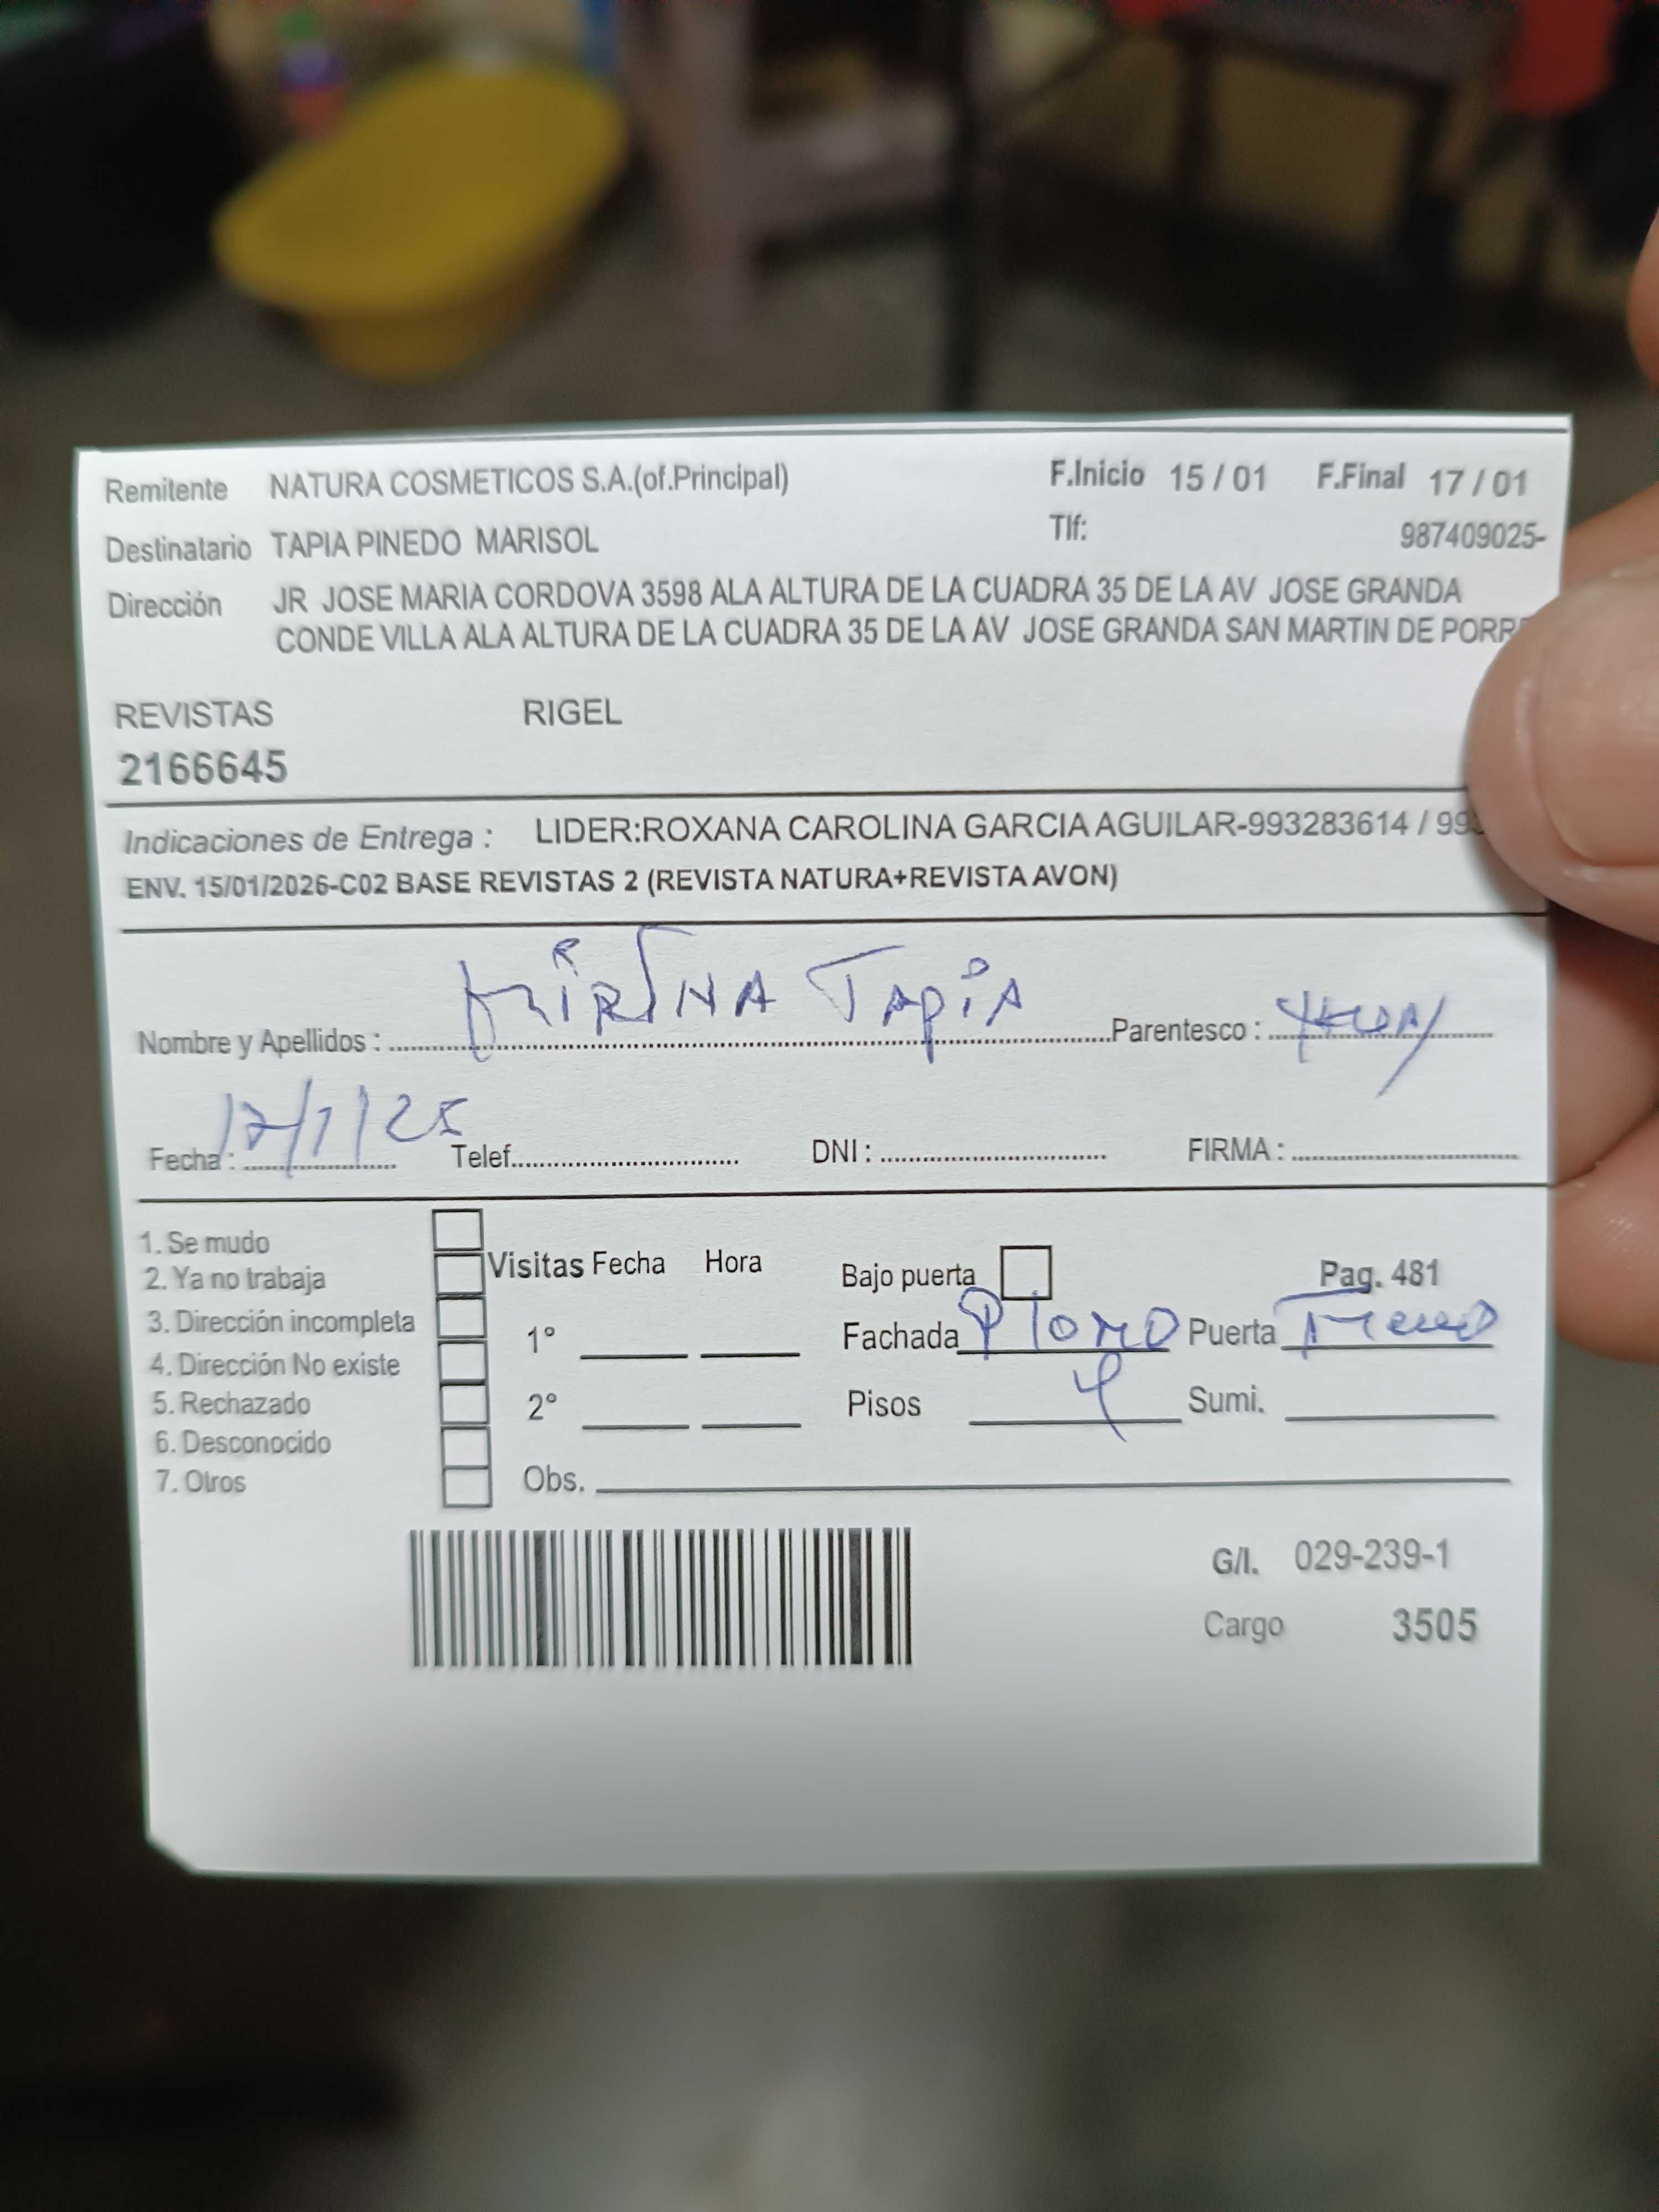 Remitente NATURA COSMETICOS S.A.(of.Principal) F.Inicio 15 / 01 F.Final 17 / 01
Destinatario TAPIA PINEDO MARISOL Tlf: 987409025-
Dirección JR JOSE MARIA CORDOVA 3598 ALA ALTURA DE LA CUADRA 35 DE LA AV JOSE GRANDA
CONDE VILLA ALA ALTURA DE LA CUADRA 35 DE LA AV JOSE GRANDA SAN MARTIN DE PORR
REVISTAS RIGEL
2166645
Indicaciones de Entrega : LIDER:ROXANA CAROLINA GARCIA AGUILAR-993283614 / 99
ENV. 15/01/2026-C02 BASE REVISTAS 2 (REVISTA NATURA+REVISTA AVON)
Nombre y Apellidos : Tapia Parentesco :
Fecha : Telef. DNI : FIRMA :
1. Se mudo
2. Ya no trabaja Visitas Fecha Hora Bajo puerta Pag. 481
3. Dirección incompleta 1° Fachada Plomo Puerta
4. Dirección No existe
5. Rechazado 2° Pisos 4 Sumi.
6. Desconocido
7. Otros Obs.
G/I. 029-239-1
Cargo 3505